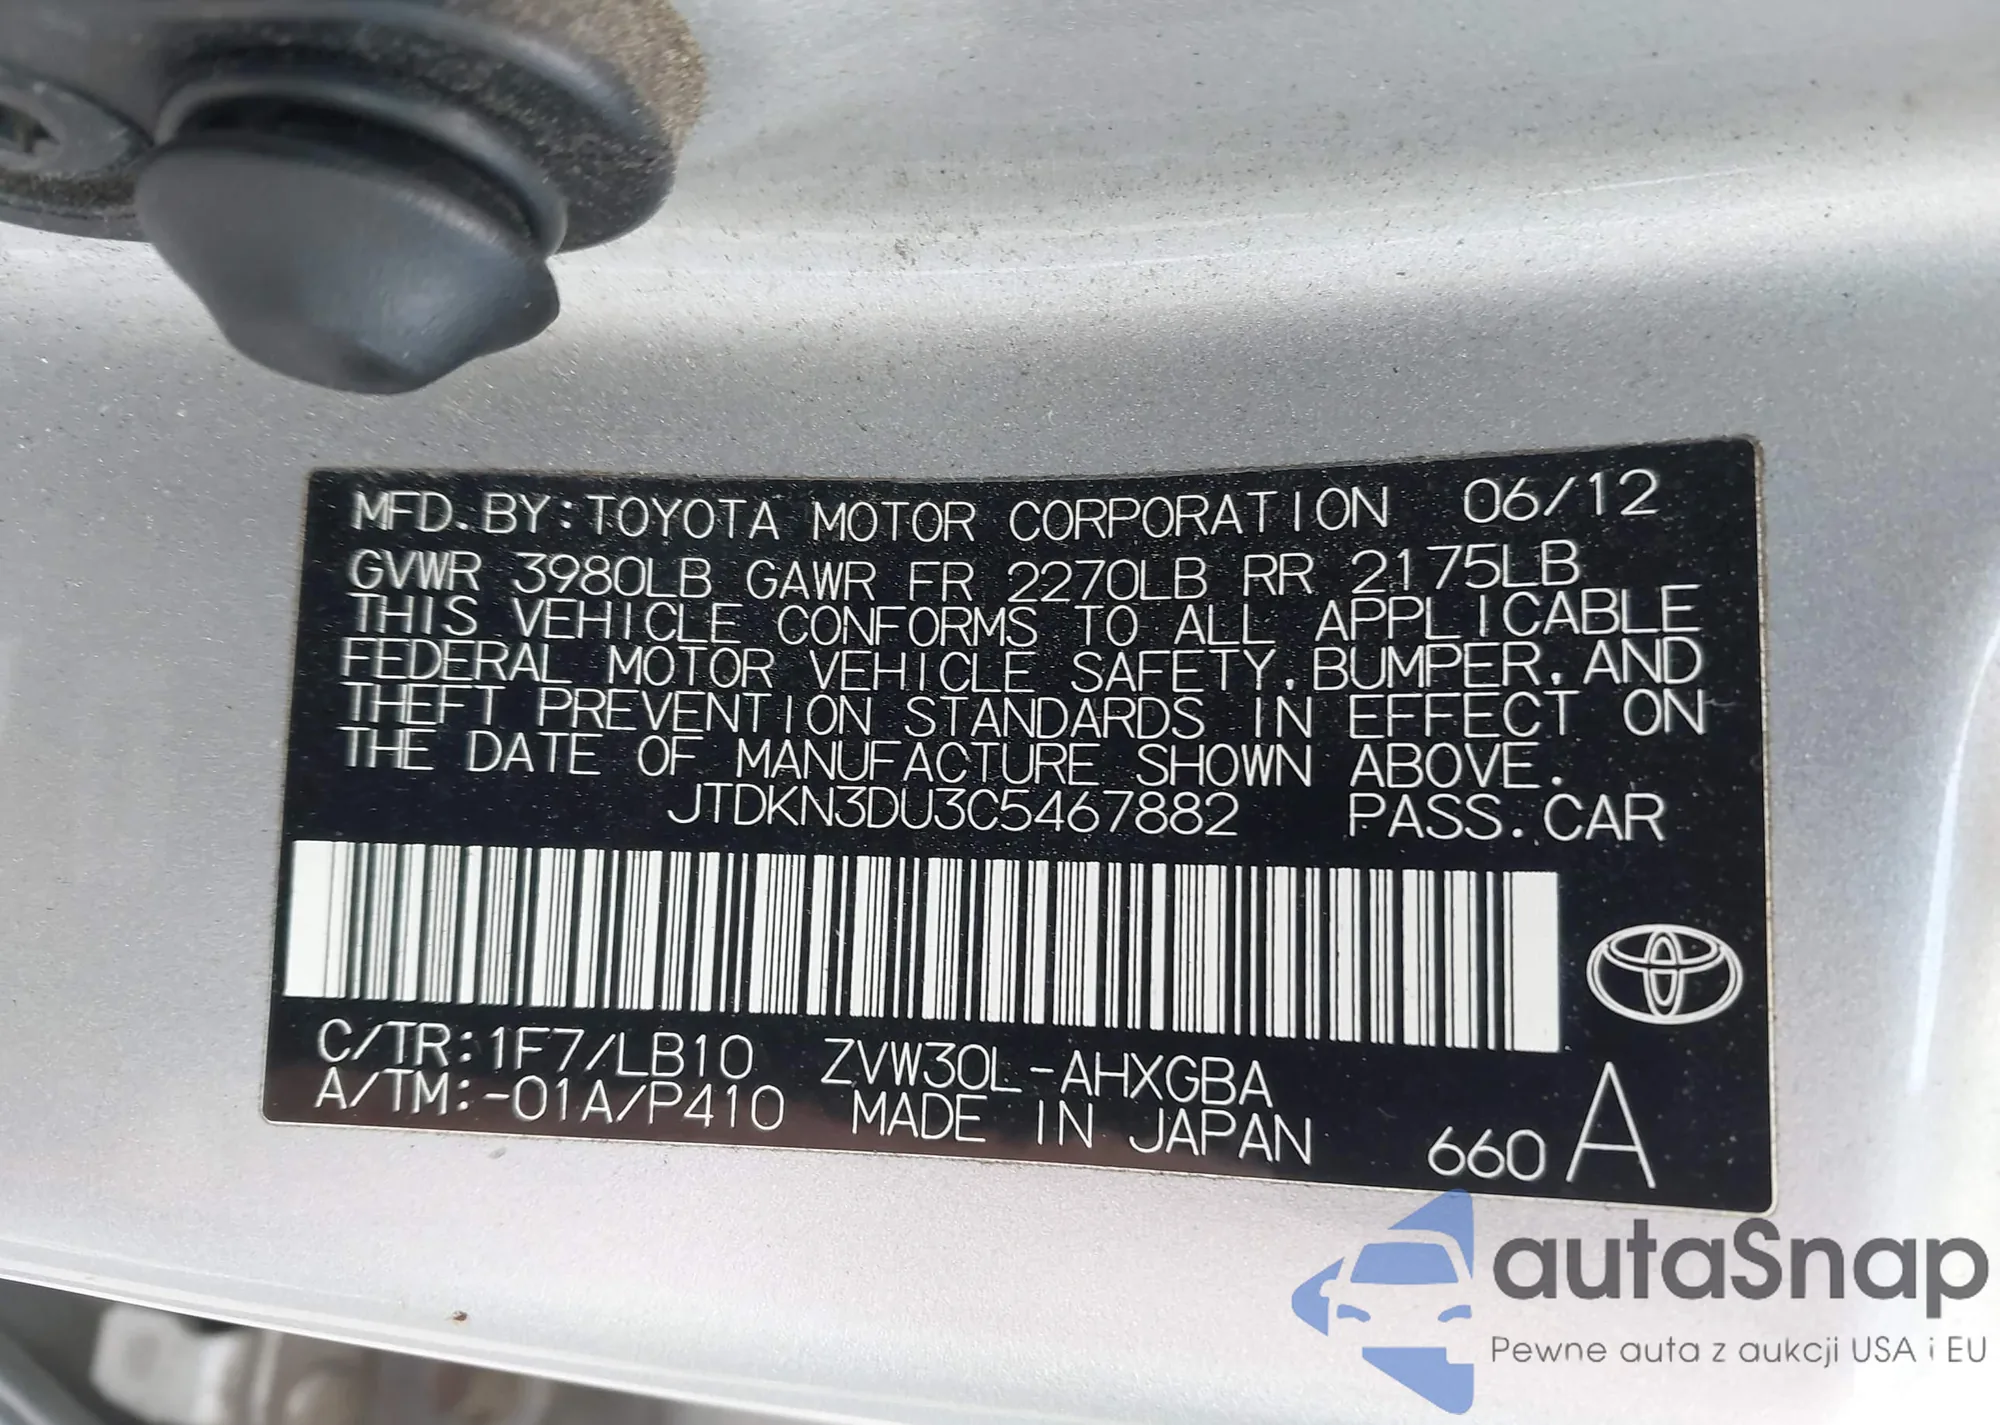 MFD.BY:TOYOTA MOTOR CORPORATION 06/12
GVWR 3980LB GAWR FR 2270LB RR 2175LB
THIS VEHICLE CONFORMS TO ALL APPLICABLE
FEDERAL MOTOR VEHICLE SAFETY,BUMPER,AND
THEFT PREVENTION STANDARDS IN EFFECT ON
THE DATE OF MANUFACTURE SHOWN ABOVE.
JTDKN3DU3C5467882 PASS.CAR
C/TR:1F7/LB10 ZVW30L-AHXGBA
A/TM:-01A/P410 MADE IN JAPAN 660 A
autaSnap
Pewne auta z aukcji USA i EU